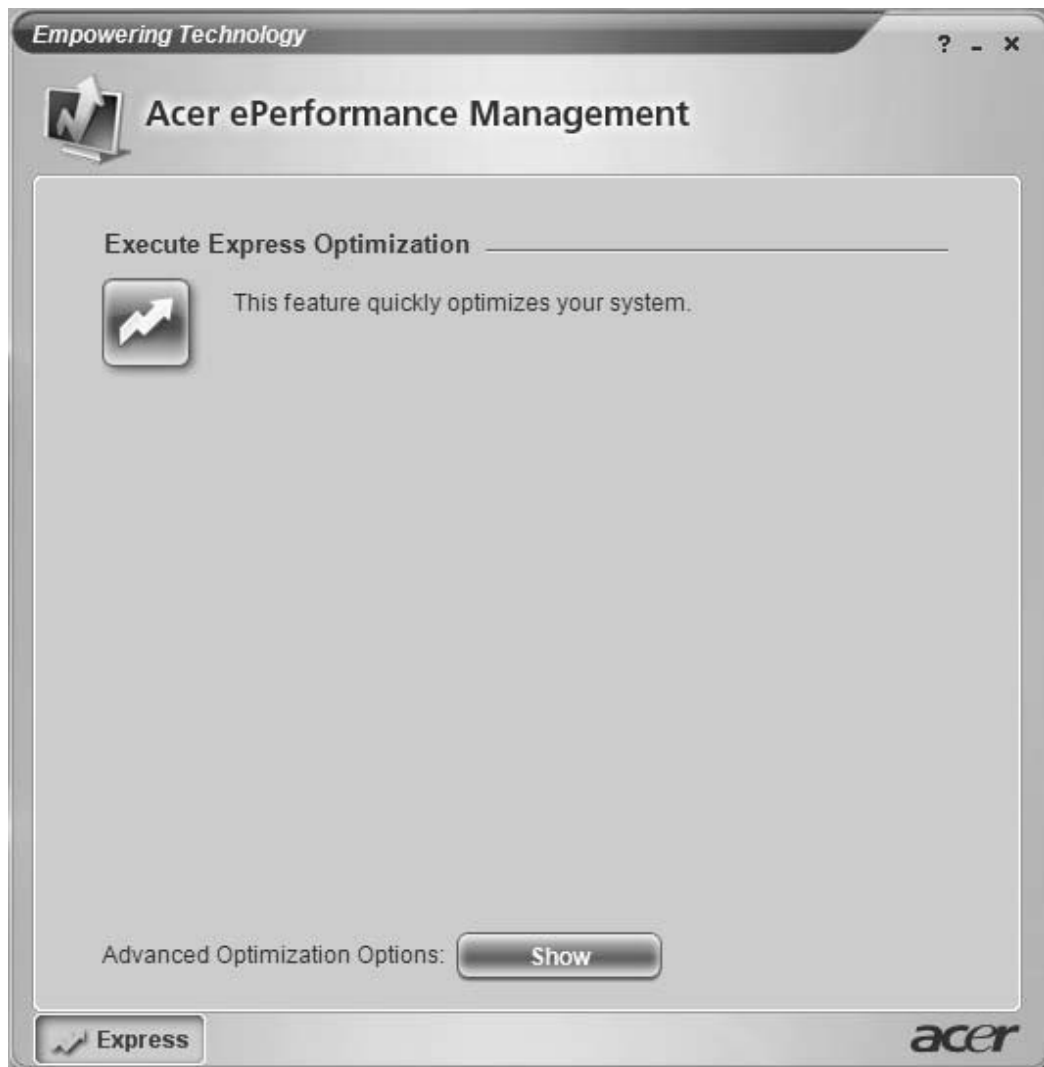 Empowering Technology
? - ×
Acer ePerformance Management
Execute Express Optimization
This feature quickly optimizes your system.
Advanced Optimization Options: Show
Express
acer